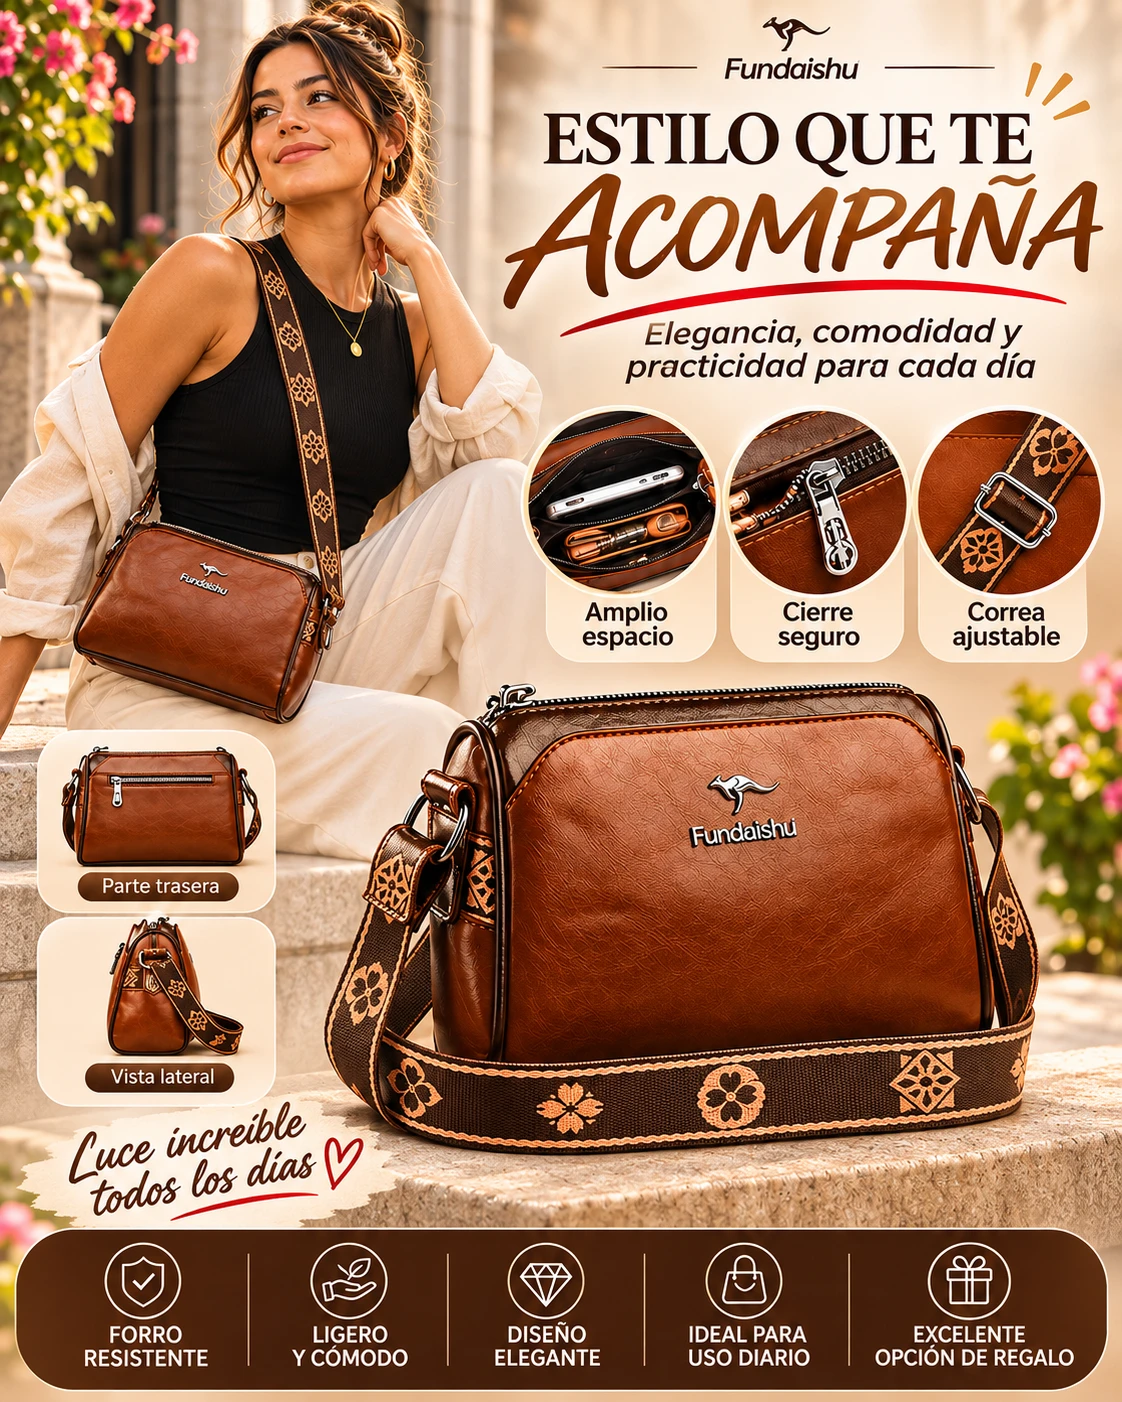 Fundaishu
ESTILO QUE TE
ACOMPAÑA
Elegancia, comodidad y
practicidad para cada día
Amplio
espacio
Cierre
seguro
Correa
ajustable
Fundaishu
Fundaishu
Parte trasera
Vista lateral
Luce increíble
todos los días
FORRO
RESISTENTE
LIGERO
Y CÓMODO
DISEÑO
ELEGANTE
IDEAL PARA
USO DIARIO
EXCELENTE
OPCIÓN DE REGALO